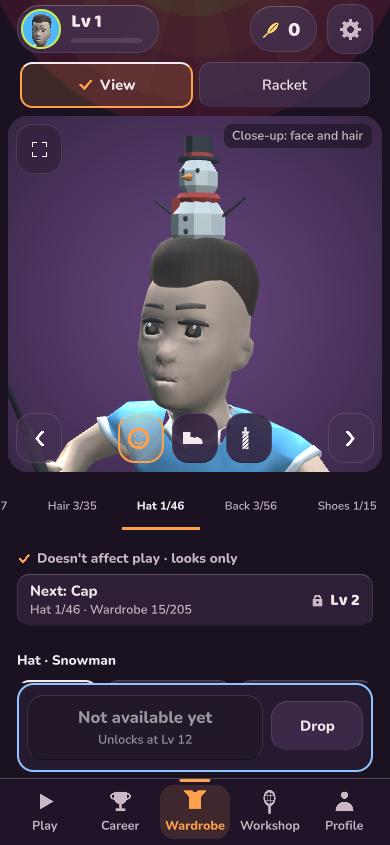 Lv 1
0
View
Racket
Close-up: face and hair
7
Hair 3/35
Hat 1/46
Back 3/56
Shoes 1/15
Doesn't affect play · looks only
Next: Cap
Hat 1/46 · Wardrobe 15/205
Lv 2
Hat · Snowman
Not available yet
Unlocks at Lv 12
Drop
Play
Career
Wardrobe
Workshop
Profile